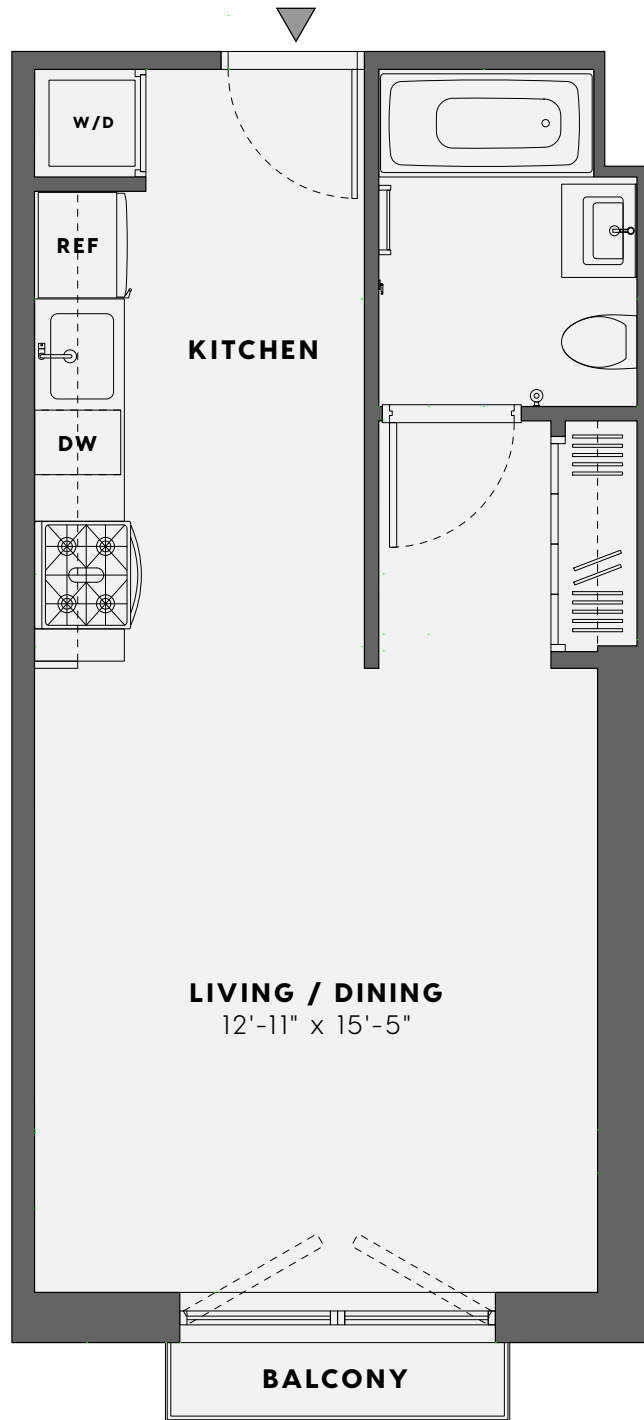 W/D
REF
KITCHEN
DW
LIVING / DINING
12'-11" x 15'-5"
BALCONY